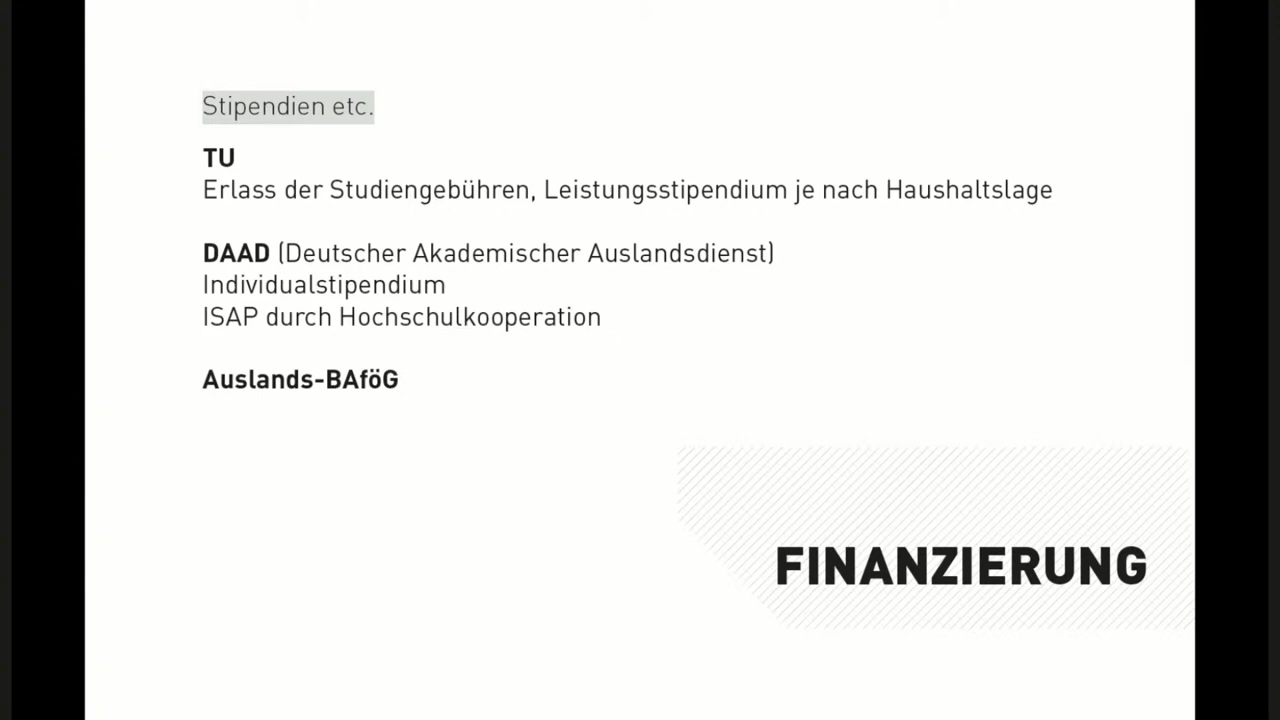 Stipendien etc.
TU
Erlass der Studiengebühren, Leistungsstipendium je nach Haushaltslage
DAAD (Deutscher Akademischer Auslandsdienst)
Individualstipendium
ISAP durch Hochschulkooperation
Auslands-BAföG
FINANZIERUNG